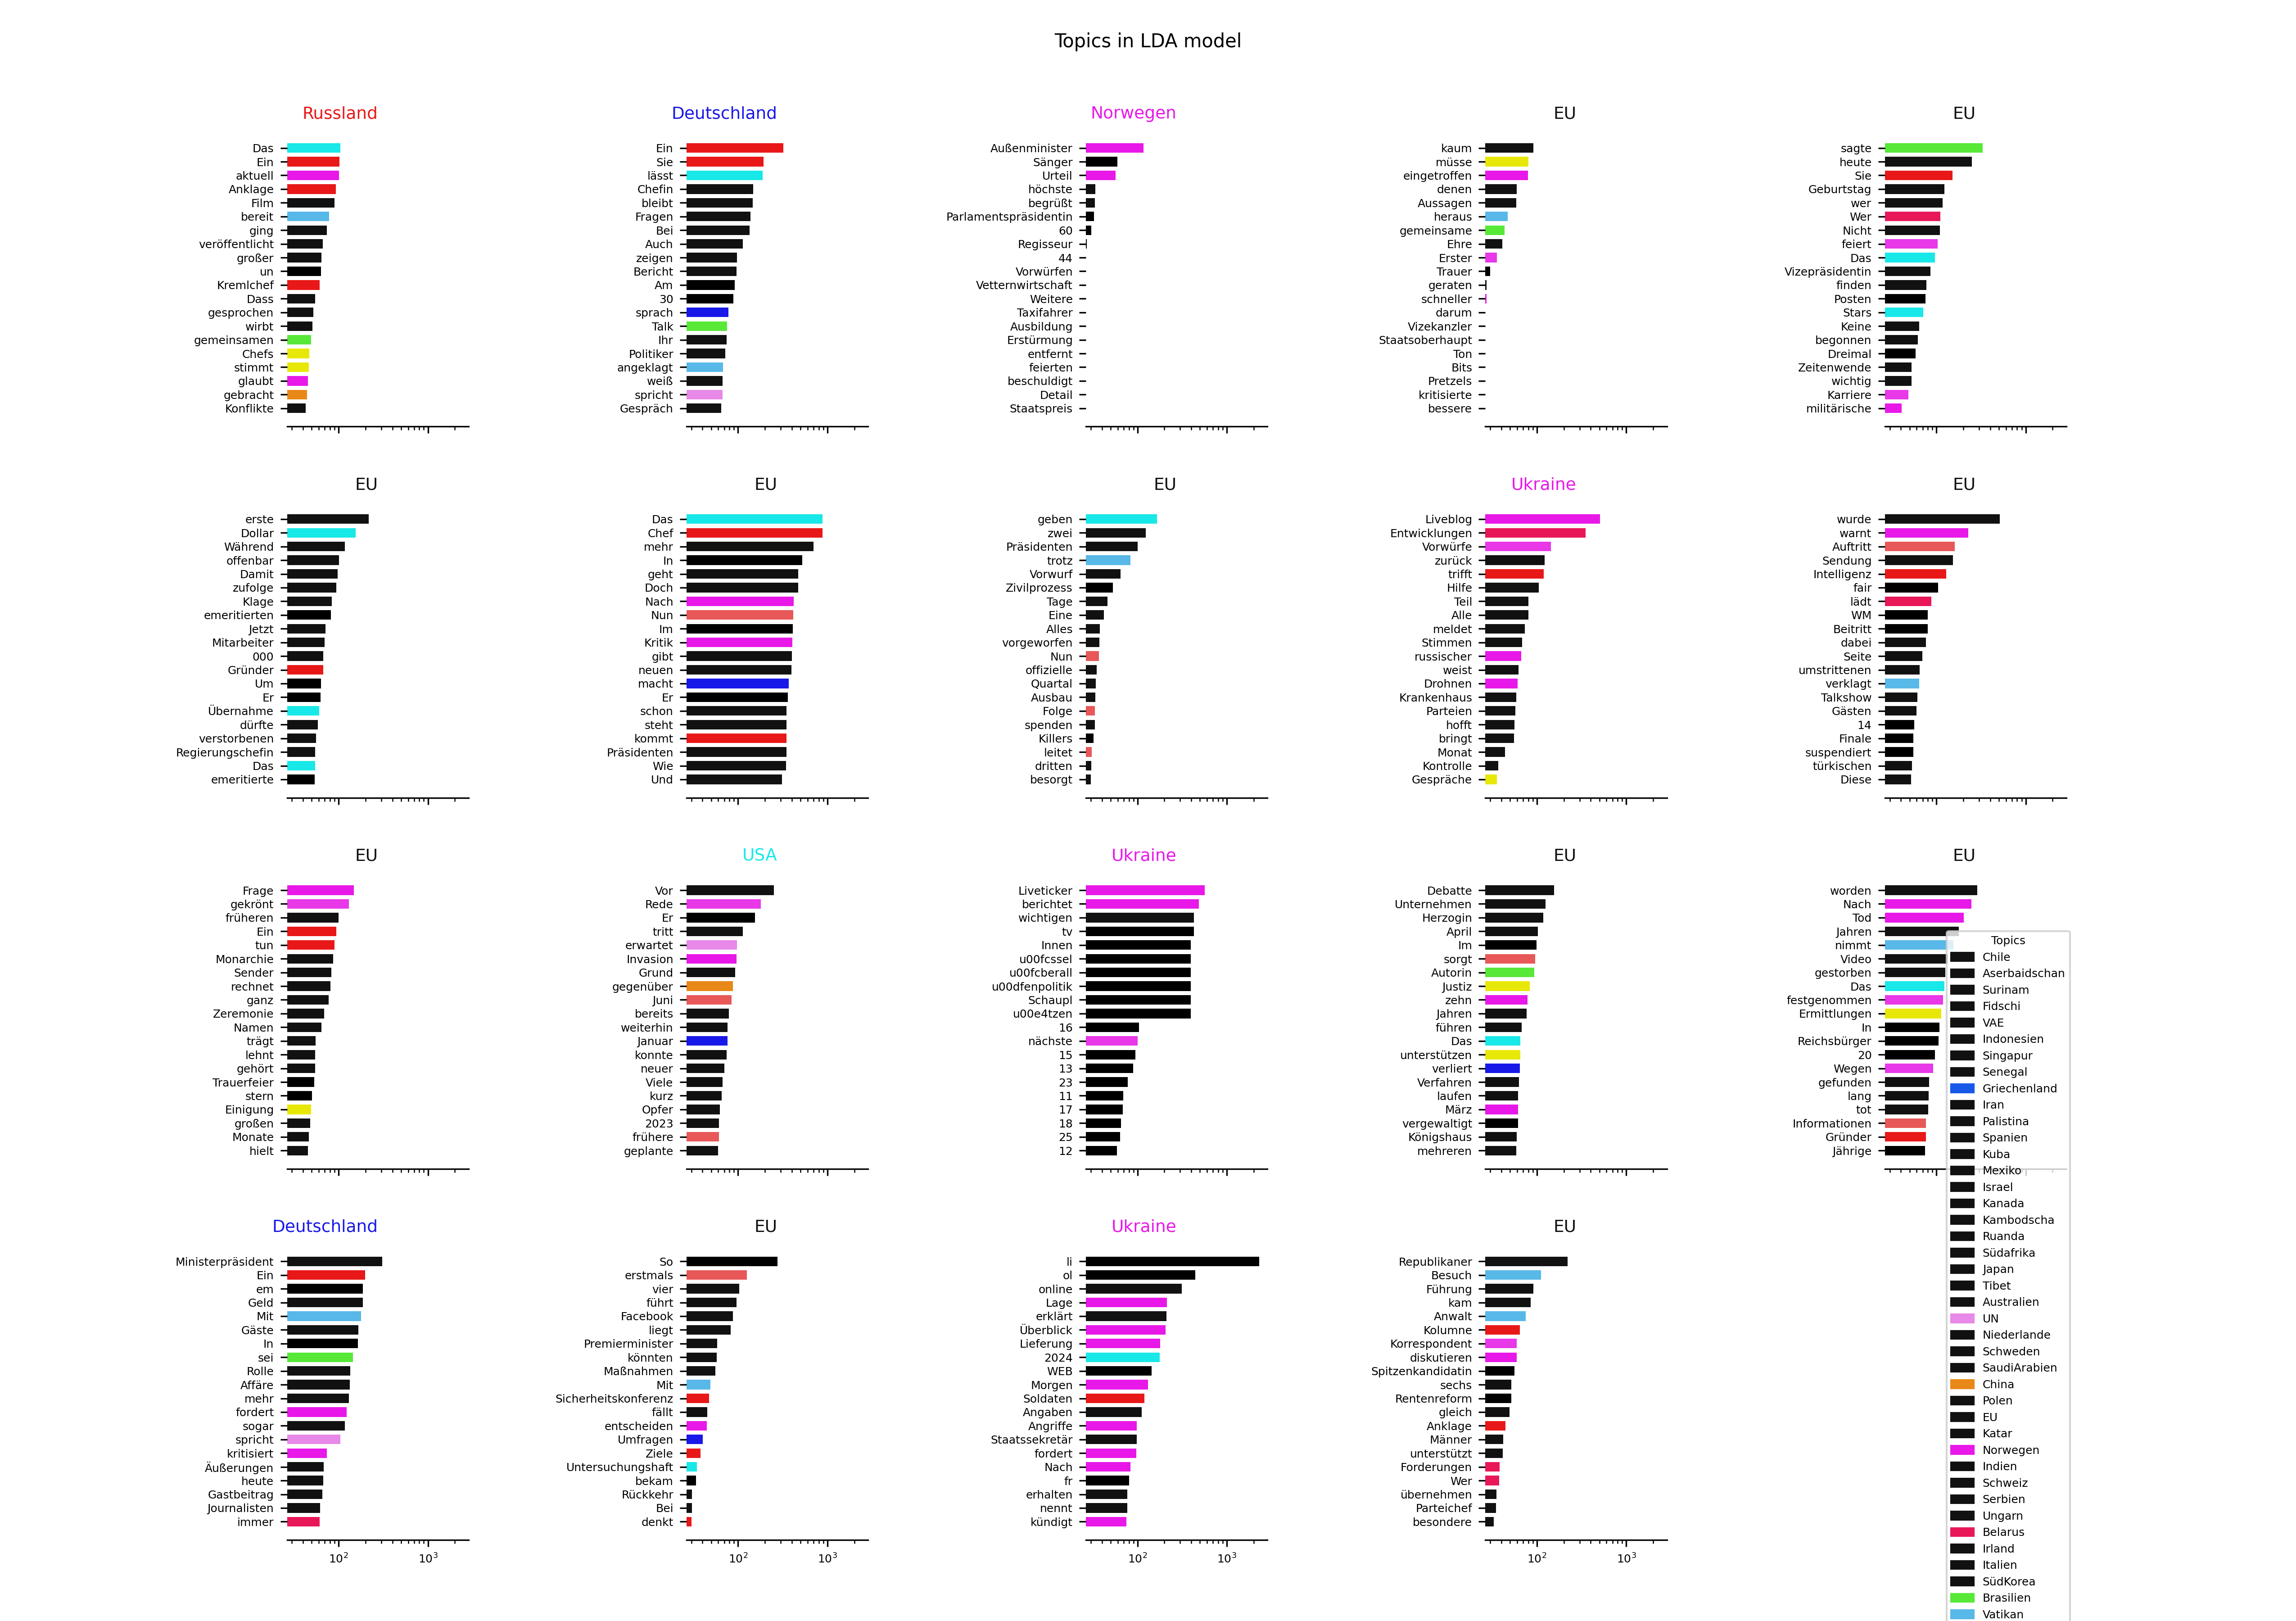 Topics in LDA model
Russland
Das
Ein
aktuell
Anklage
Film
bereit
ging
veröffentlicht
großer
un
Kremlchef
Dass
gesprochen
wirbt
gemeinsamen
Chefs
stimmt
glaubt
gebracht
Konflikte
Deutschland
Ein
Sie
lässt
Chefin
bleibt
Fragen
Bei
Auch
zeigen
Bericht
Am
30
sprach
Talk
Ihr
Politiker
angeklagt
weiß
spricht
Gespräch
Norwegen
Außenminister
Sänger
Urteil
höchste
begrüßt
Parlamentspräsidentin
60
Regisseur
44
Vorwürfen
Vetternwirtschaft
Weitere
Taxifahrer
Ausbildung
Erstürmung
entfernt
feierten
beschuldigt
Detail
Staatspreis
EU
kaum
müsse
eingetroffen
denen
Aussagen
heraus
gemeinsame
Ehre
Erster
Trauer
geraten
schneller
darum
Vizekanzler
Staatsoberhaupt
Ton
Bits
Pretzels
kritisierte
bessere
EU
sagte
heute
Sie
Geburtstag
wer
Wer
Nicht
feiert
Das
Vizepräsidentin
finden
Posten
Stars
Keine
begonnen
Dreimal
Zeitenwende
wichtig
Karriere
militärische
EU
erste
Dollar
Während
offenbar
Damit
zufolge
Klage
emeritierten
Jetzt
Mitarbeiter
000
Gründer
Um
Er
Übernahme
dürfte
verstorbenen
Regierungschefin
Das
emeritierte
EU
Das
Chef
mehr
In
geht
Doch
Nach
Nun
Im
Kritik
gibt
neuen
macht
Er
schon
steht
kommt
Präsidenten
Wie
Und
EU
geben
zwei
Präsidenten
trotz
Vorwurf
Zivilprozess
Tage
Eine
Alles
vorgeworfen
Nun
offizielle
Quartal
Ausbau
Folge
spenden
Killers
leitet
dritten
besorgt
Ukraine
Liveblog
Entwicklungen
Vorwürfe
zurück
trifft
Hilfe
Teil
Alle
meldet
Stimmen
russischer
weist
Drohnen
Krankenhaus
Parteien
hofft
bringt
Monat
Kontrolle
Gespräche
EU
wurde
warnt
Auftritt
Sendung
Intelligenz
fair
lädt
WM
Beitritt
dabei
Seite
umstrittenen
verklagt
Talkshow
Gästen
14
Finale
suspendiert
türkischen
Diese
EU
Frage
gekrönt
früheren
Ein
tun
Monarchie
Sender
rechnet
ganz
Zeremonie
Namen
trägt
lehnt
gehört
Trauerfeier
stern
Einigung
großen
Monate
hielt
USA
Vor
Rede
Er
tritt
erwartet
Invasion
Grund
gegenüber
Juni
bereits
weiterhin
Januar
konnte
neuer
Viele
kurz
Opfer
2023
frühere
geplante
Ukraine
Liveticker
berichtet
wichtigen
tv
Innen
u00fcssel
u00fcberall
u00dfenpolitik
Schaupl
u00e4tzen
16
nächste
15
13
23
11
17
18
25
12
EU
Debatte
Unternehmen
Herzogin
April
Im
sorgt
Autorin
Justiz
zehn
Jahren
führen
Das
unterstützen
verliert
Verfahren
laufen
März
vergewaltigt
Königshaus
mehreren
EU
worden
Nach
Tod
Jahren
nimmt
Video
gestorben
Das
festgenommen
Ermittlungen
In
Reichsbürger
20
Wegen
gefunden
lang
tot
Informationen
Gründer
Jährige
Deutschland
Ministerpräsident
Ein
em
Geld
Mit
Gäste
In
sei
Rolle
Affäre
mehr
fordert
sogar
spricht
kritisiert
Äußerungen
heute
Gastbeitrag
Journalisten
immer
10² 10³
EU
So
erstmals
vier
führt
Facebook
liegt
Premierminister
könnten
Maßnahmen
Mit
Sicherheitskonferenz
fällt
entscheiden
Umfragen
Ziele
Untersuchungshaft
bekam
Rückkehr
Bei
denkt
10² 10³
Ukraine
li
ol
online
Lage
erklärt
Überblick
Lieferung
2024
WEB
Morgen
Soldaten
Angaben
Angriffe
Staatssekretär
fordert
Nach
fr
erhalten
nennt
kündigt
10² 10³
EU
Republikaner
Besuch
Führung
kam
Anwalt
Kolumne
Korrespondent
diskutieren
Spitzenkandidatin
sechs
Rentenreform
gleich
Anklage
Männer
unterstützt
Forderungen
Wer
übernehmen
Parteichef
besondere
10² 10³
Topics
Chile
Aserbaidschan
Surinam
Fidschi
VAE
Indonesien
Singapur
Senegal
Griechenland
Iran
Palistina
Spanien
Kuba
Mexiko
Israel
Kanada
Kambodscha
Ruanda
Südafrika
Japan
Tibet
Australien
UN
Niederlande
Schweden
SaudiArabien
China
Polen
EU
Katar
Norwegen
Indien
Schweiz
Serbien
Ungarn
Belarus
Irland
Italien
SüdKorea
Brasilien
Vatikan